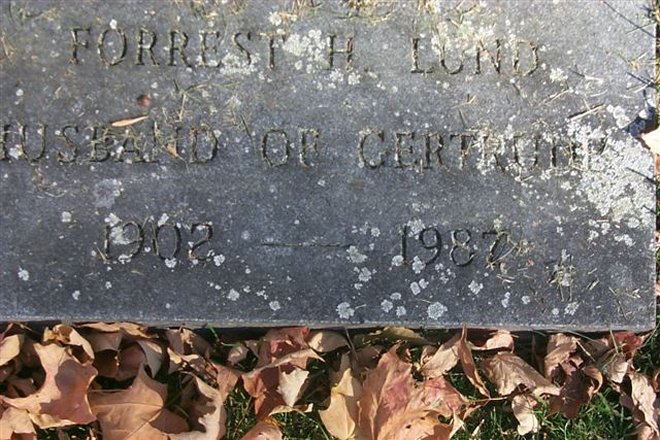 FORREST H. LUND
HUSBAND OF GERTRUDE
1902 — 1987